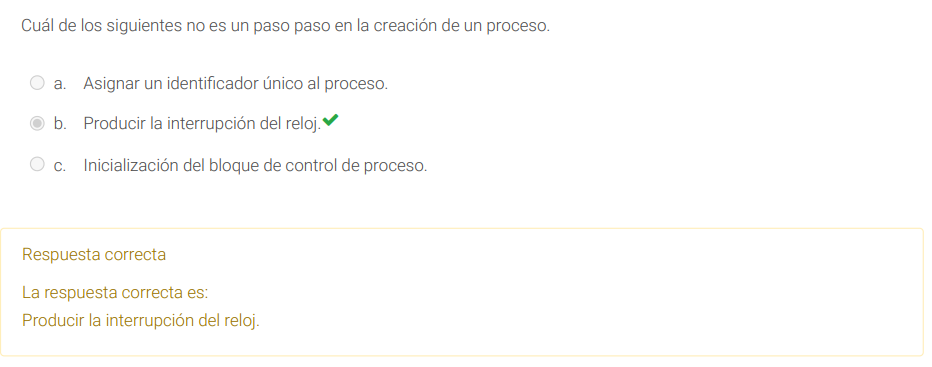 Cuál de los siguientes no es un paso paso en la creación de un proceso.
a. Asignar un identificador único al proceso.
b. Producir la interrupción del reloj.
c. Inicialización del bloque de control de proceso.
Respuesta correcta
La respuesta correcta es:
Producir la interrupción del reloj.